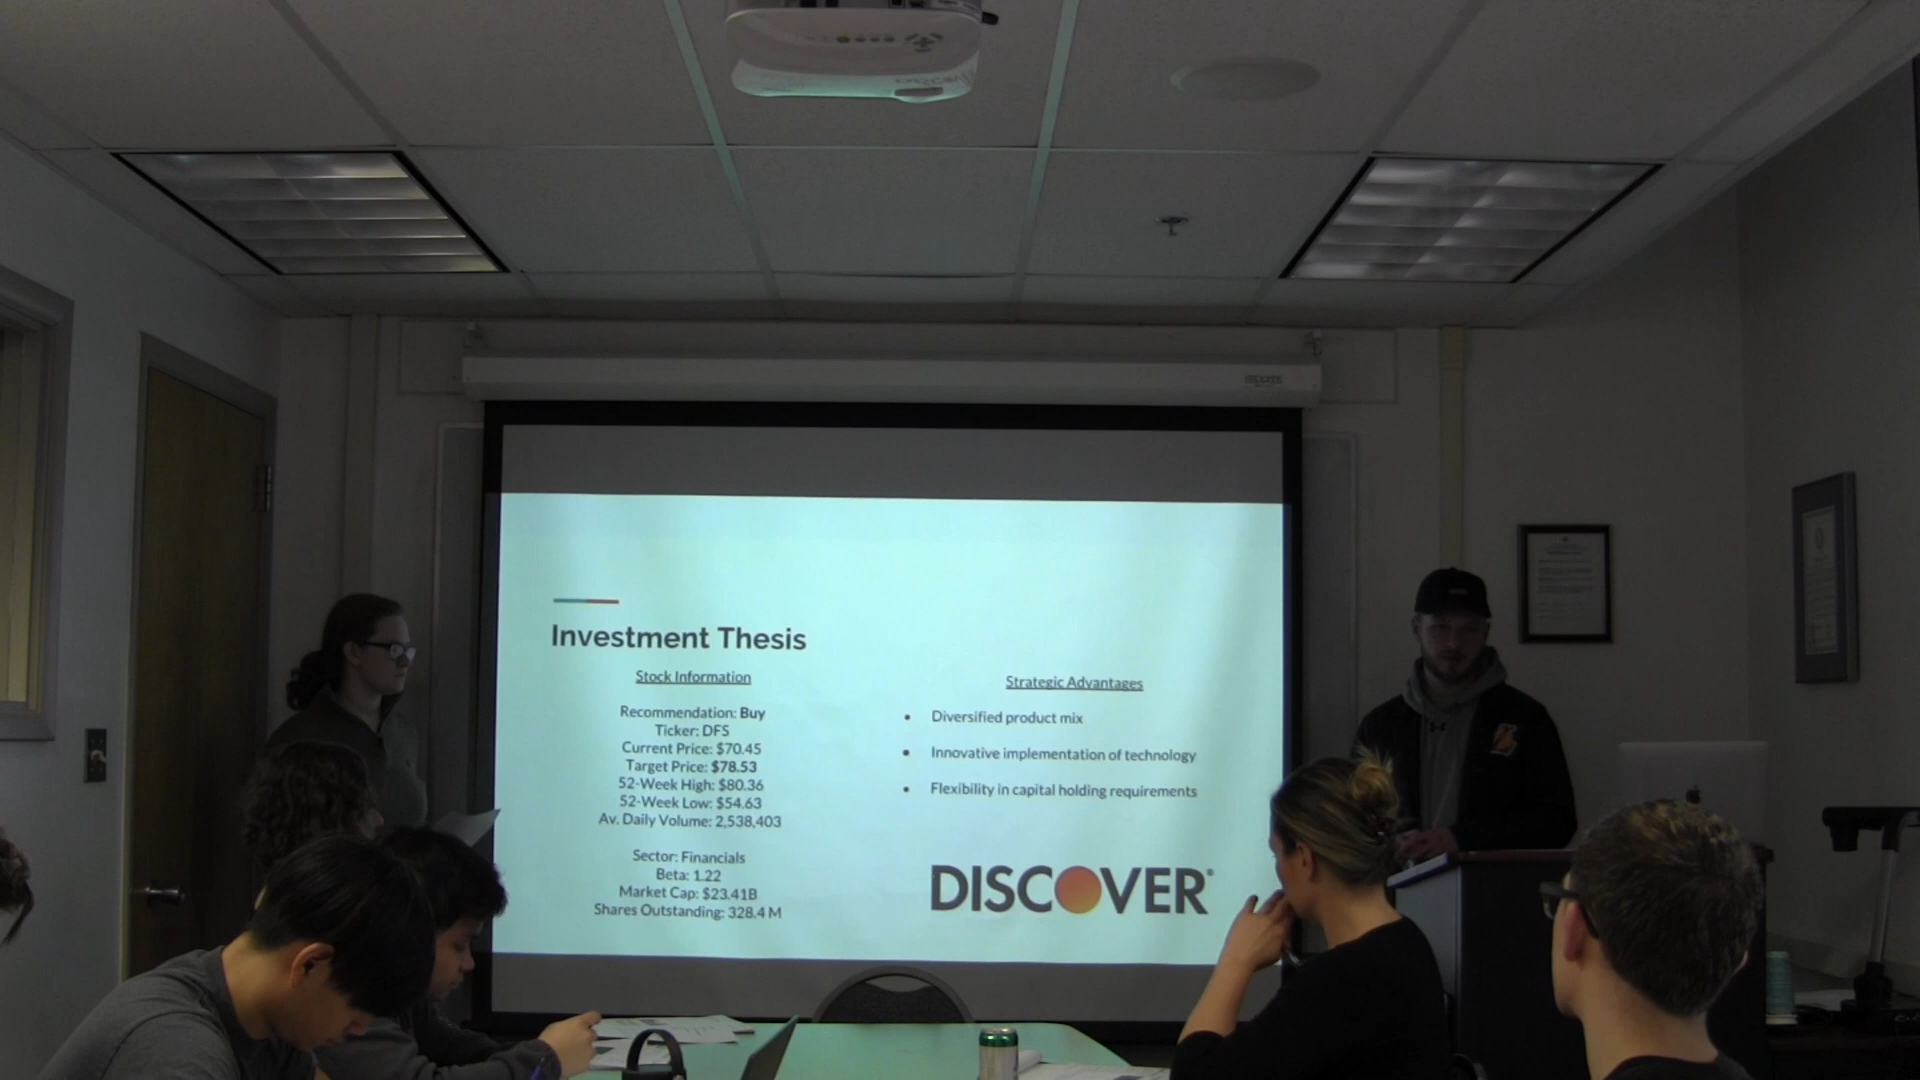 Investment Thesis
Stock Information
Recommendation: Buy
Ticker: DFS
Current Price: $70.45
Target Price: $78.53
52-Week High: $80.36
52-Week Low: $54.63
Av. Daily Volume: 2,538,403
Sector: Financials
Beta: 1.22
Market Cap: $23.41B
Shares Outstanding: 328.4 M
Strategic Advantages
• Diversified product mix
• Innovative implementation of technology
• Flexibility in capital holding requirements
DISCOVER®